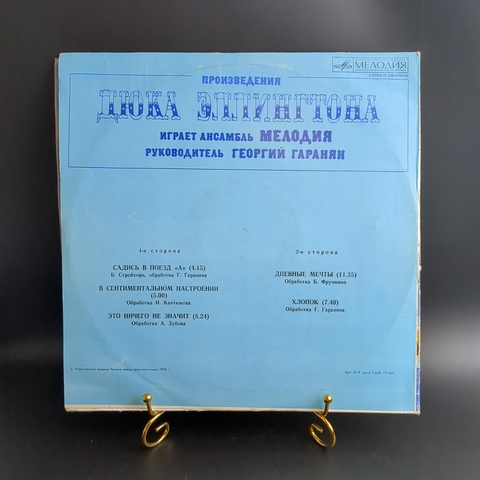 МЕЛОДИЯ
ПРОИЗВЕДЕНИЯ
ДЮКА ЭЛЛИНГТОНА
ИГРАЕТ АНСАМБЛЬ МЕЛОДИЯ
РУКОВОДИТЕЛЬ ГЕОРГИЙ ГАРАНЯН
1-я сторона
САДИСЬ В ПОЕЗД «А» (4.15)
Б. Стрейхорн, обработка Г. Гараняна
В СЕНТИМЕНТАЛЬНОМ НАСТРОЕНИИ
(5.00)
Обработка Н. Кантюкова
ЭТО НИЧЕГО НЕ ЗНАЧИТ (8.24)
Обработка А. Зубова
2-я сторона
ДНЕВНЫЕ МЕЧТЫ (11.35)
Обработка Б. Фрумкина
ХЛОПОК (7.40)
Обработка Г. Гараняна